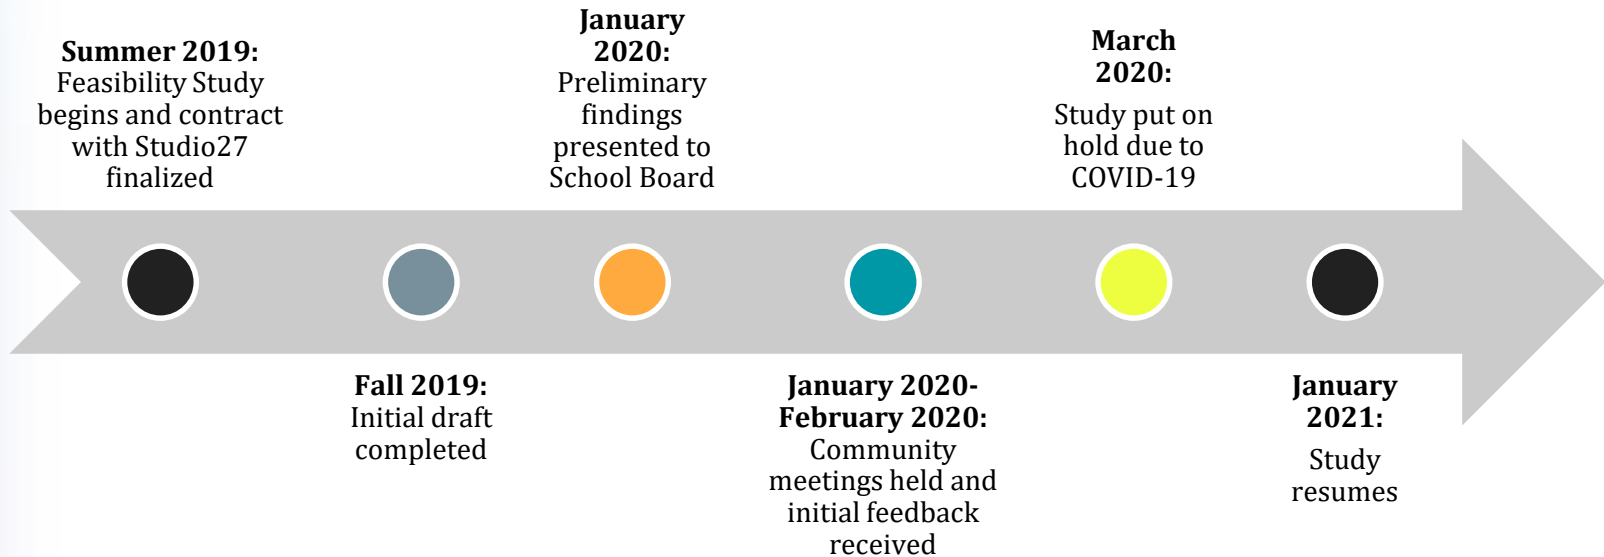 Summer 2019:
Feasibility Study
begins and contract
with Studio27
finalized
Fall 2019:
Initial draft
completed
January
2020:
Preliminary
findings
presented to
School Board
January 2020-
February 2020:
Community
meetings held and
initial feedback
received
March
2020:
Study put on
hold due to
COVID-19
January
2021:
Study
resumes